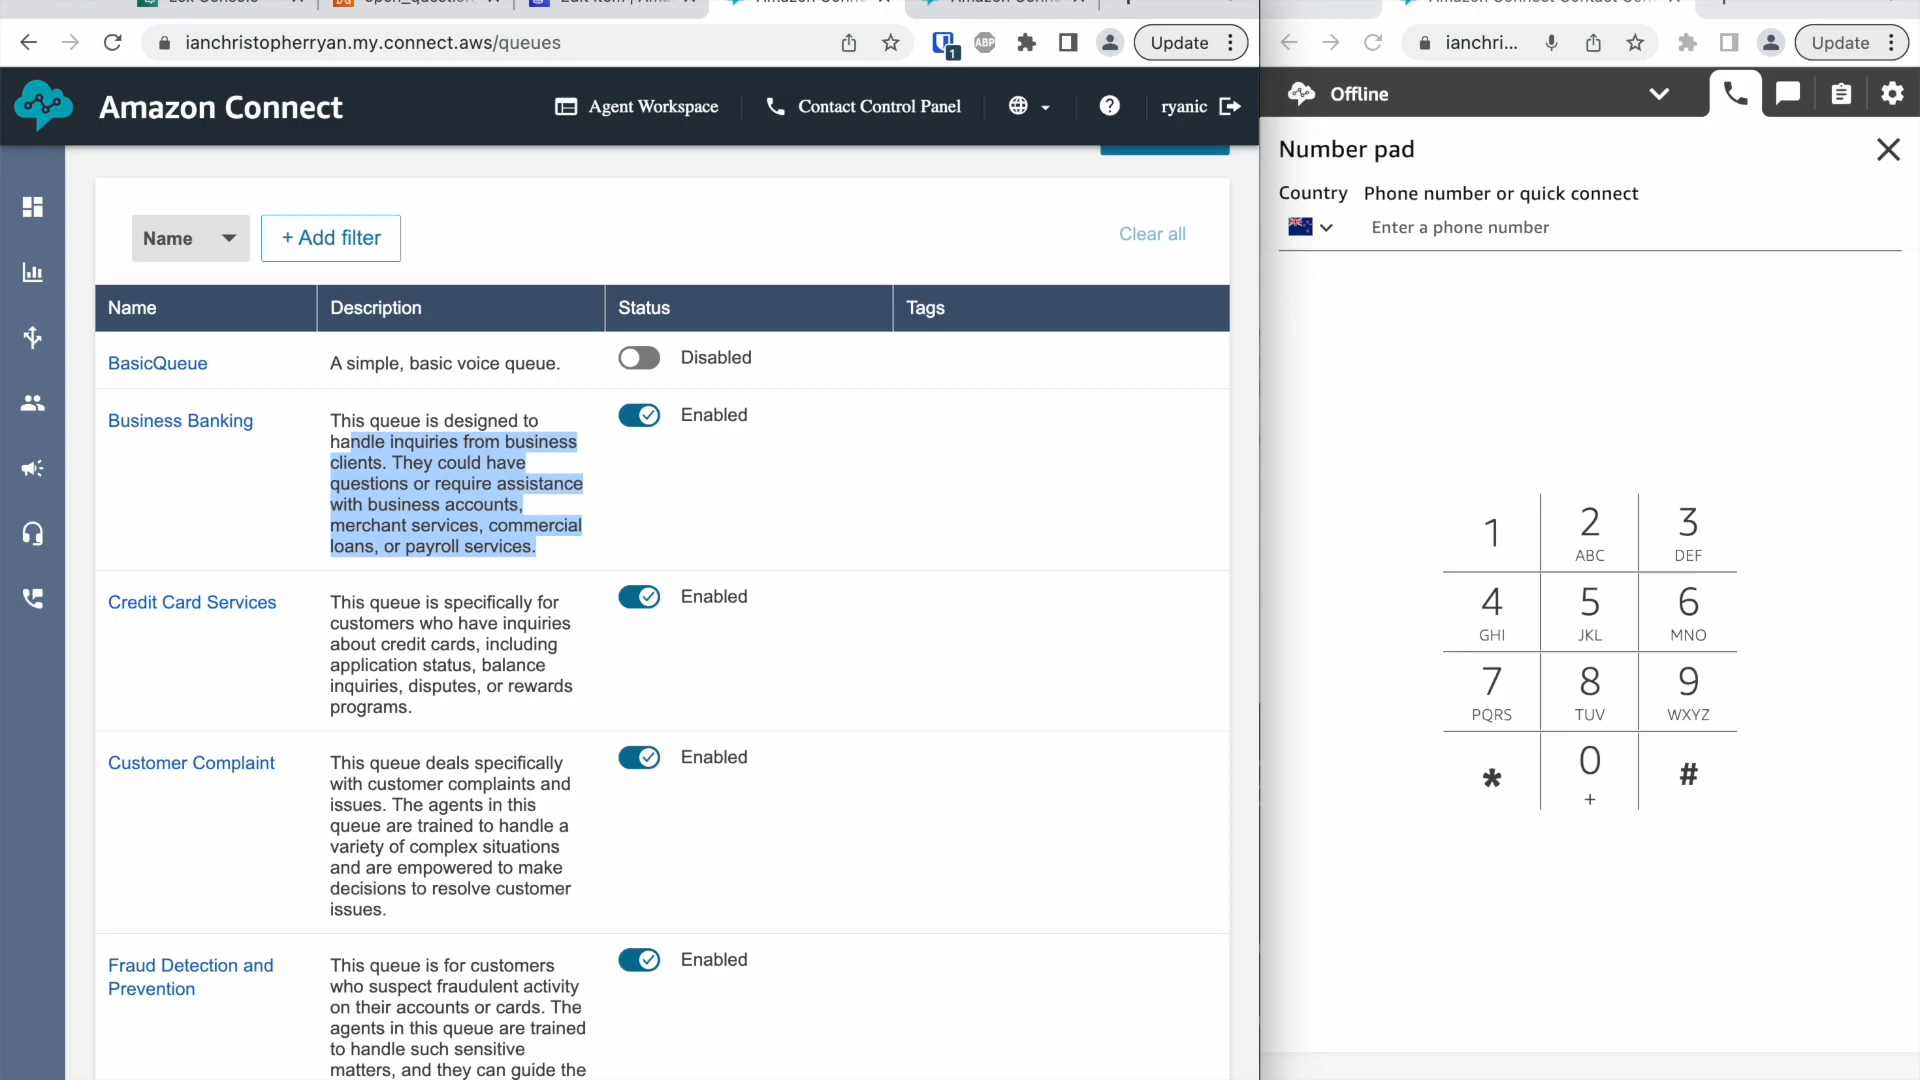 ianchristopherryan.my.connect.aws/queues
ABP
1
Update
ianchri...
Update
Amazon Connect
Agent Workspace
Contact Control Panel
ryanic
Offline
Number pad
Country
Phone number or quick connect
Enter a phone number
Name
+ Add filter
Clear all
Name
Description
Status
Tags
BasicQueue
A simple, basic voice queue.
Disabled
Business Banking
This queue is designed to
handle inquiries from business
clients. They could have
questions or require assistance
with business accounts,
merchant services, commercial
loans, or payroll services.
Enabled
Credit Card Services
This queue is specifically for
customers who have inquiries
about credit cards, including
application status, balance
inquiries, disputes, or rewards
programs.
Enabled
Customer Complaint
This queue deals specifically
with customer complaints and
issues. The agents in this
queue are trained to handle a
variety of complex situations
and are empowered to make
decisions to resolve customer
issues.
Enabled
Fraud Detection and
Prevention
This queue is for customers
who suspect fraudulent activity
on their accounts or cards. The
agents in this queue are trained
to handle such sensitive
matters, and they can guide the
Enabled
1
2
3
ABC
DEF
4
5
6
GHI
JKL
MNO
7
8
9
PQRS
TUV
WXYZ
*
0
#
+